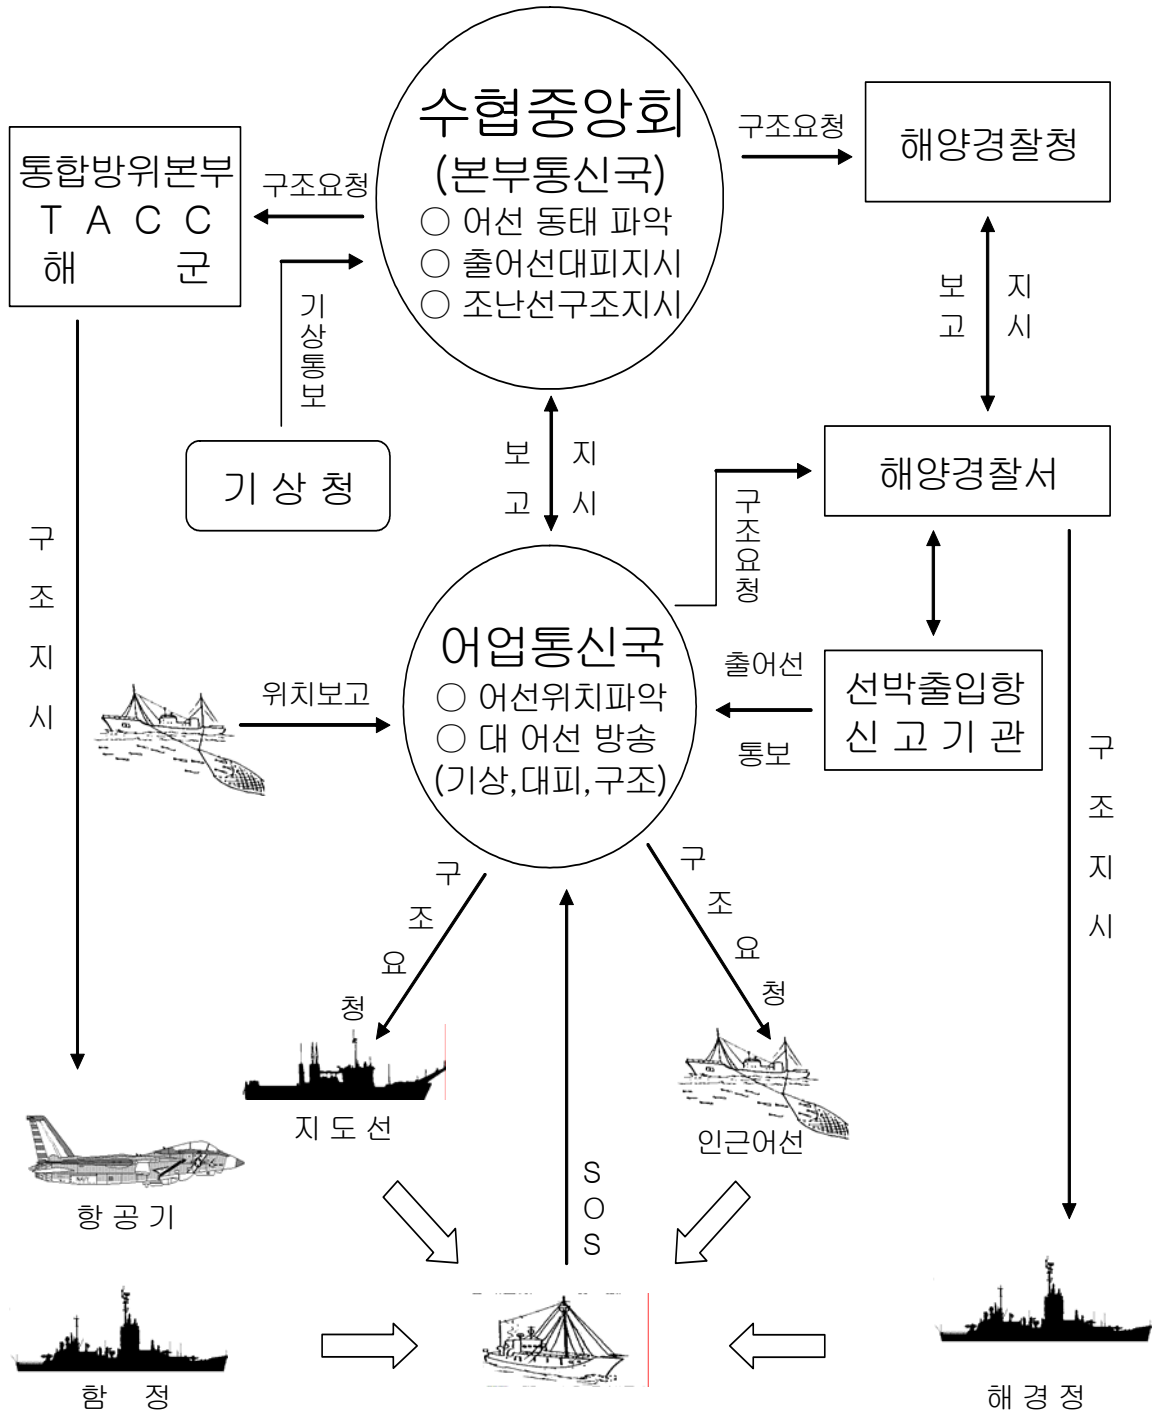 수협중앙회
(본부통신국)
○ 어선 동태 파악
○ 출어선대피지시
○ 조난선구조지시
구조요청
해양경찰청
통합방위본부
T A C C
해 군
구조요청
기상통보
기 상 청
보고
지시
보고
지시
해양경찰서
구조요청
어업통신국
○ 어선위치파악
○ 대 어선 방송
(기상,대피,구조)
위치보고
출어선
통보
선박출입항
신 고 기 관
구조지시
구조지시
구조요청
구조요청
지 도 선
인근어선
SOS
항 공 기
함 정
해 경 정